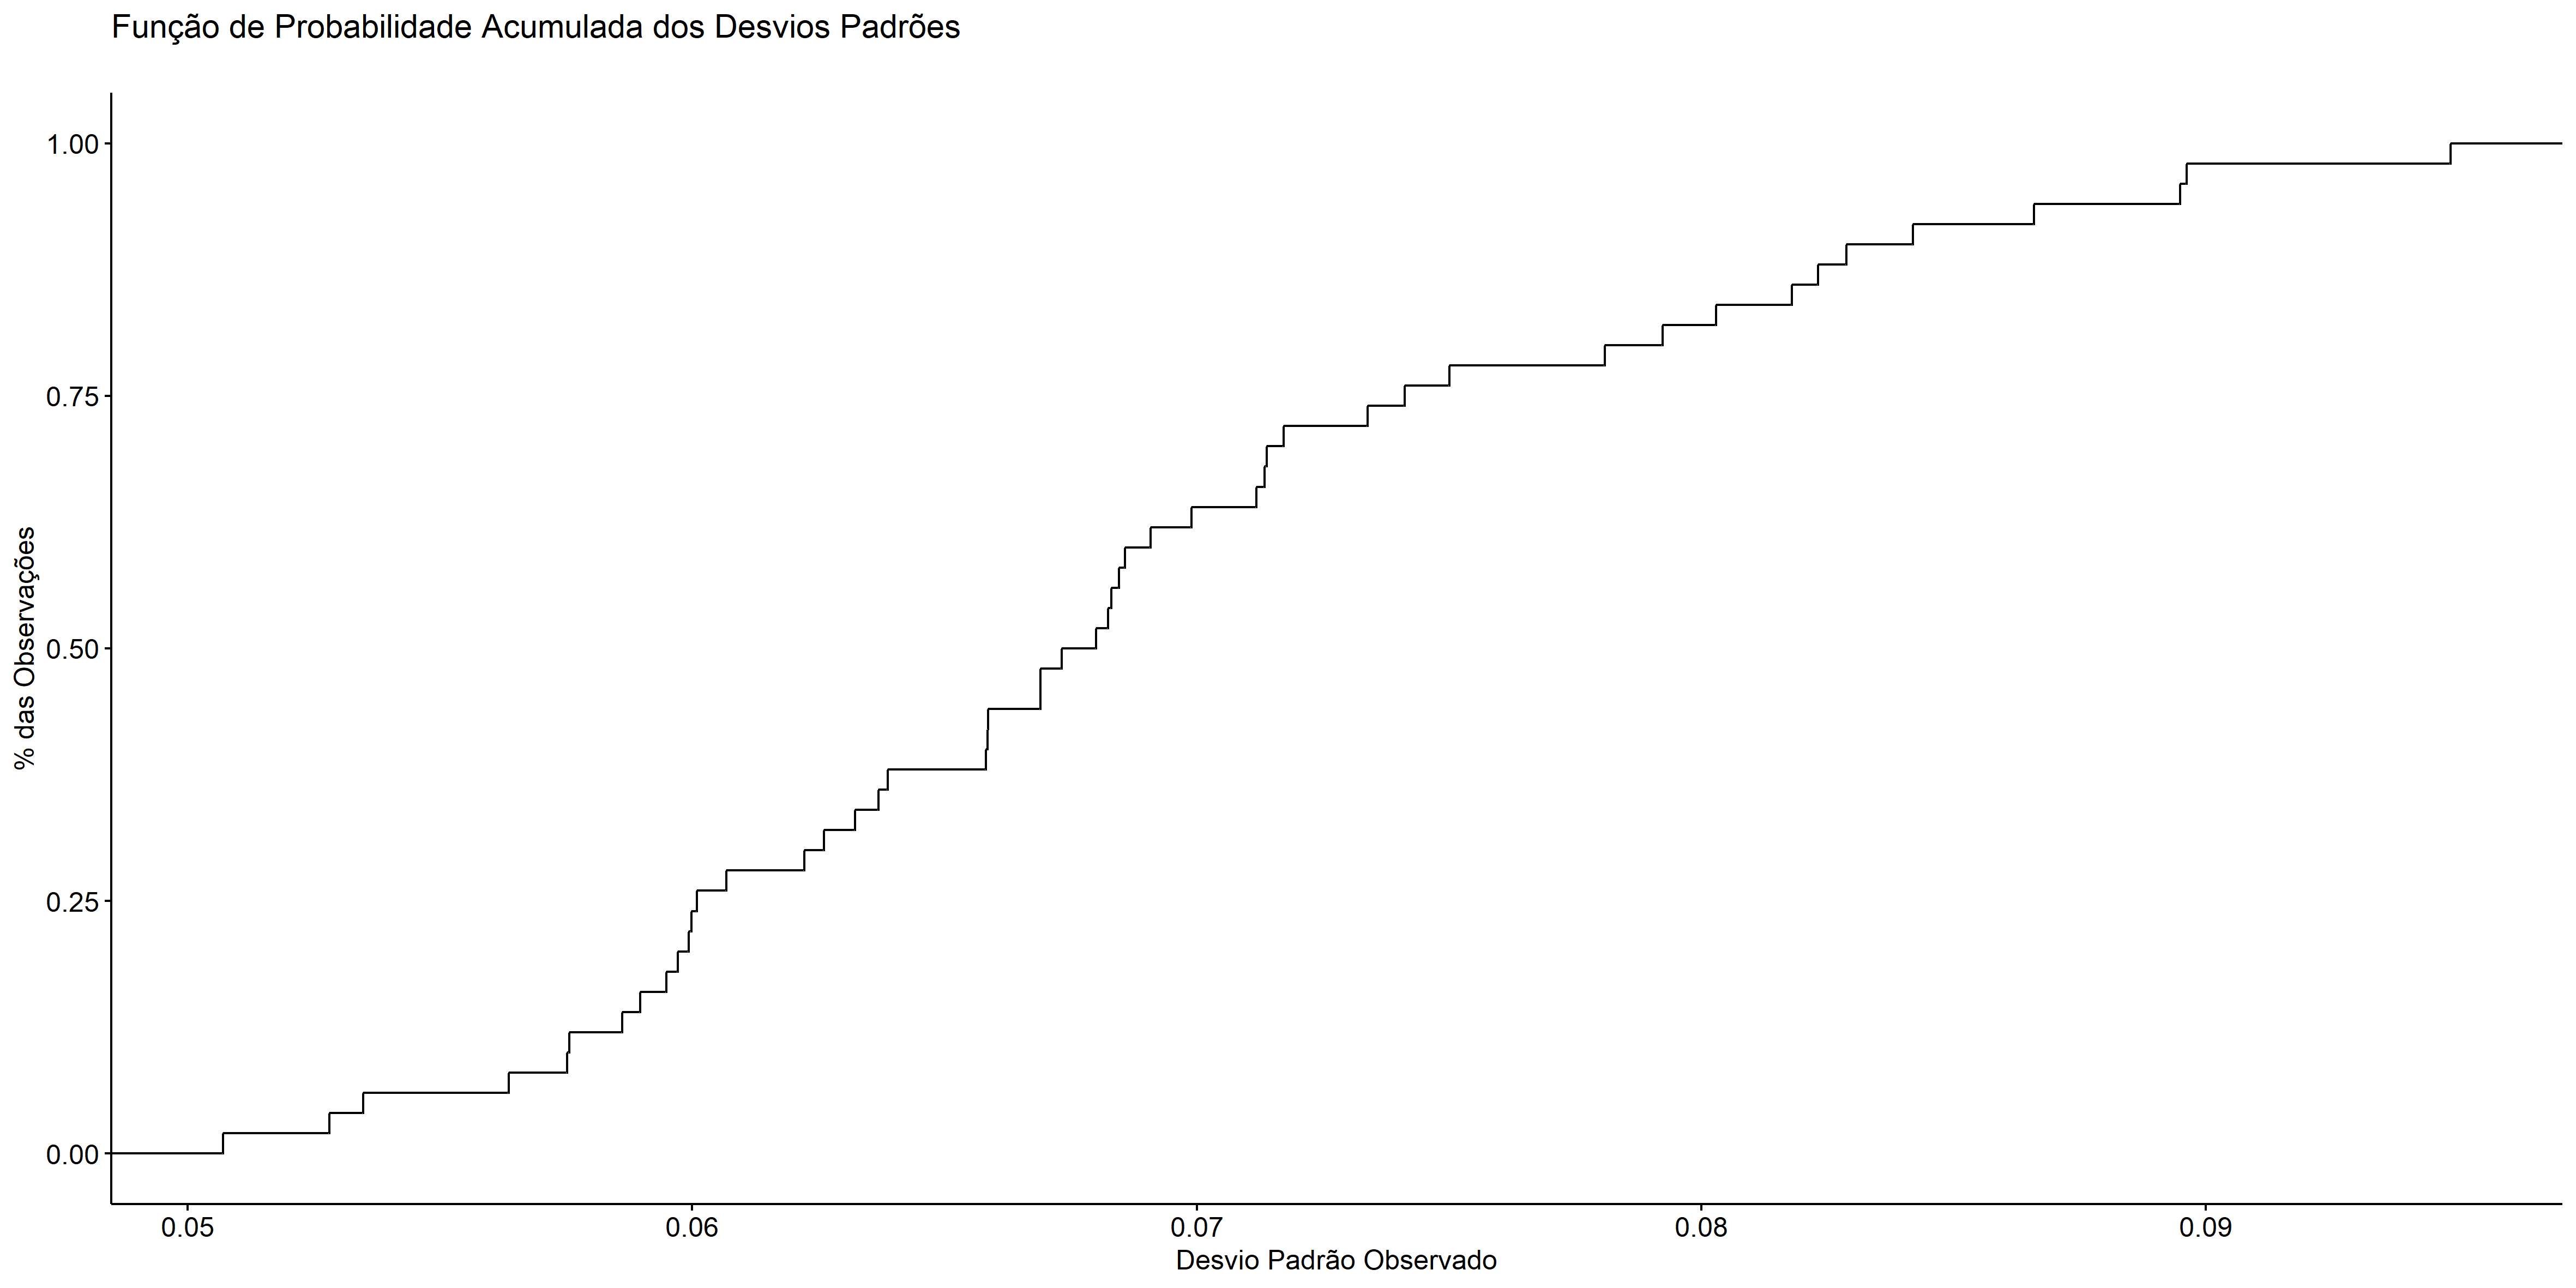 Função de Probabilidade Acumulada dos Desvios Padrões
1.00
0.75
0.50
0.25
0.00
% das Observações
0.05 0.06 0.07 0.08 0.09
Desvio Padrão Observado